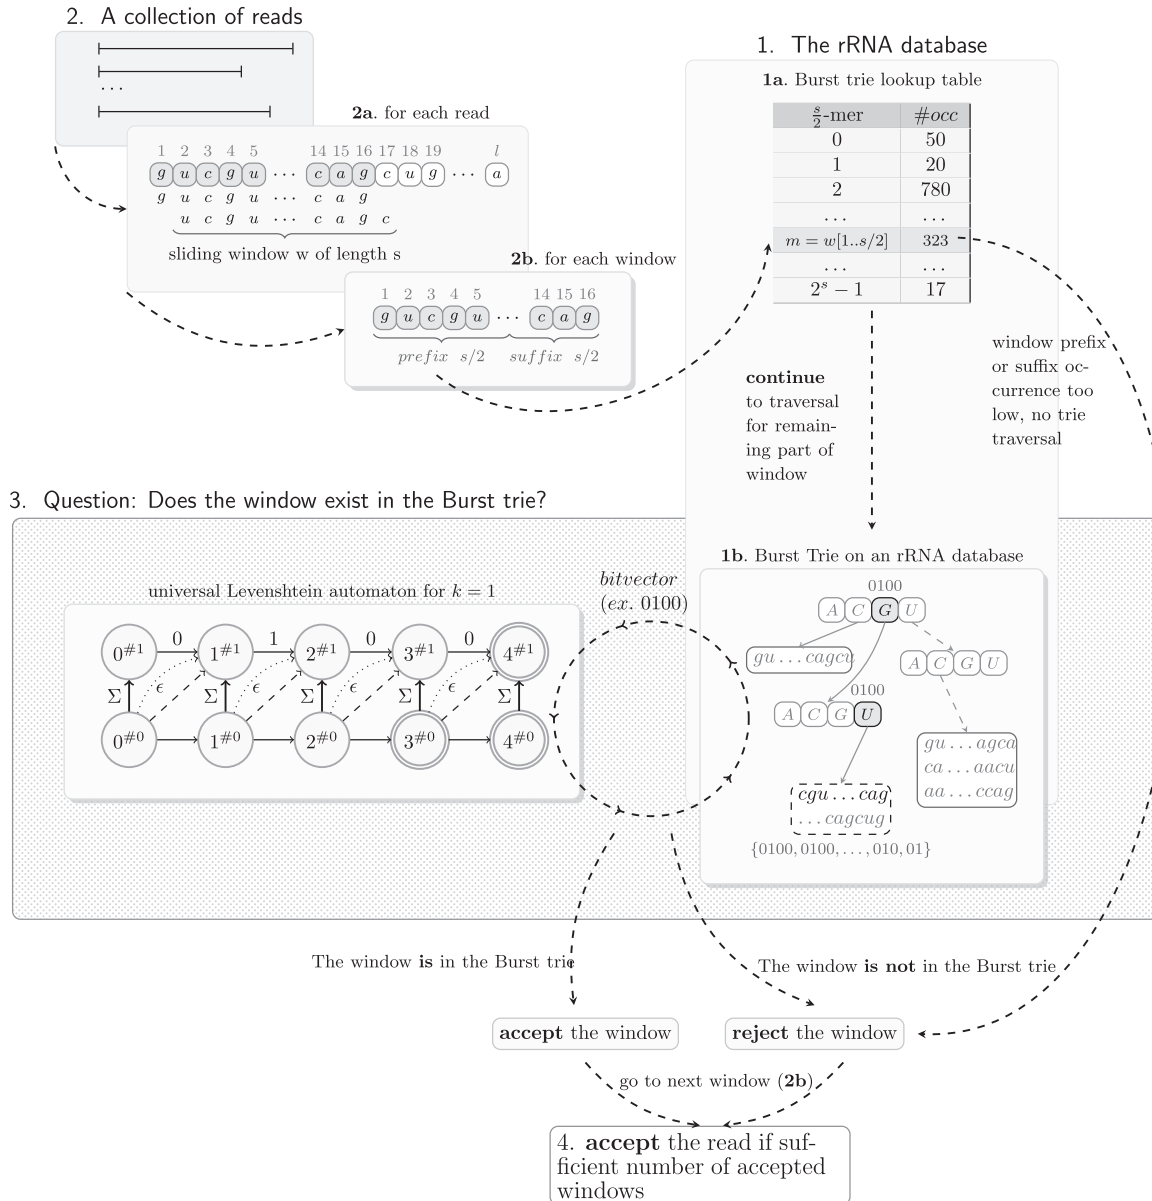 2. A collection of reads
...
2a. for each read
1 2 3 4 5 14 15 16 17 18 19 l
g u c g u ... c a g c u g ... a
g u c g u ... c a g
u c g u ... c a g c
sliding window w of length s
2b. for each window
1 2 3 4 5 14 15 16
g u c g u ... c a g
prefix s/2 suffix s/2
1. The rRNA database
1a. Burst trie lookup table
s/2-mer #occ
0 50
1 20
2 780
... ...
m = w[1..s/2] 323
... ...
2^s − 1 17
continue
to traversal
for remain-
ing part of
window
window prefix
or suffix oc-
currence too
low, no trie
traversal
3. Question: Does the window exist in the Burst trie?
universal Levenshtein automaton for k = 1
0 1 0 0
0^#1 1^#1 2^#1 3^#1 4^#1
Σ ϵ Σ ϵ Σ ϵ Σ ϵ Σ
0^#0 1^#0 2^#0 3^#0 4^#0
bitvector
(ex. 0100)
1b. Burst Trie on an rRNA database
0100
A C G U
gu...cagcu
A C G U
0100
A C G U
gu...agca
ca...aacu
aa...ccag
cgu...cag
...cagcug
{0100, 0100, ..., 010, 01}
The window is in the Burst trie
The window is not in the Burst trie
accept the window
reject the window
go to next window (2b)
4. accept the read if suf-
ficient number of accepted
windows